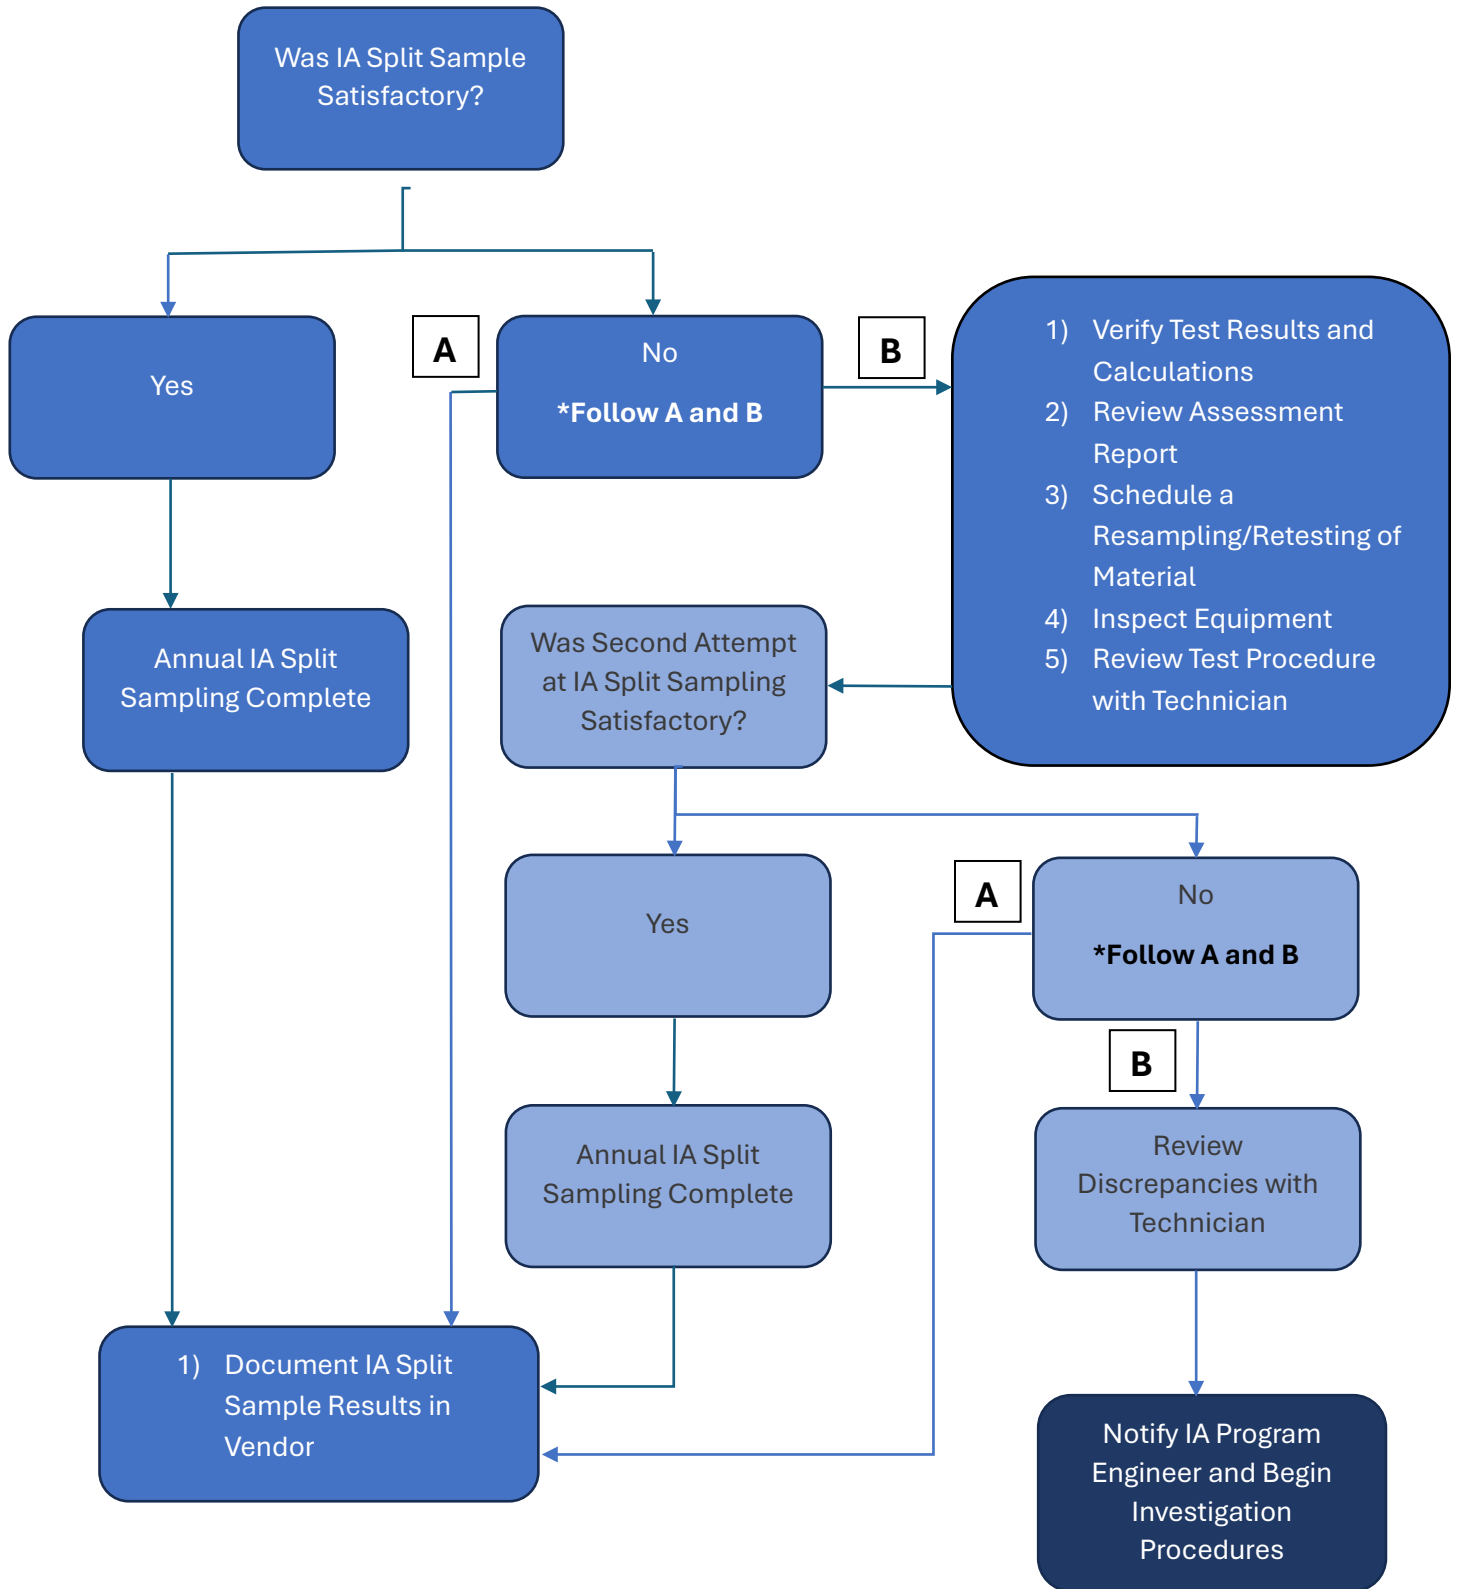 Was IA Split Sample
Satisfactory?
Yes
A
No
*Follow A and B
B
1) Verify Test Results and
Calculations
2) Review Assessment
Report
3) Schedule a
Resampling/Retesting of
Material
4) Inspect Equipment
5) Review Test Procedure
with Technician
Annual IA Split
Sampling Complete
Was Second Attempt
at IA Split Sampling
Satisfactory?
Yes
A
No
*Follow A and B
B
Annual IA Split
Sampling Complete
Review
Discrepancies with
Technician
1) Document IA Split
Sample Results in
Vendor
Notify IA Program
Engineer and Begin
Investigation
Procedures